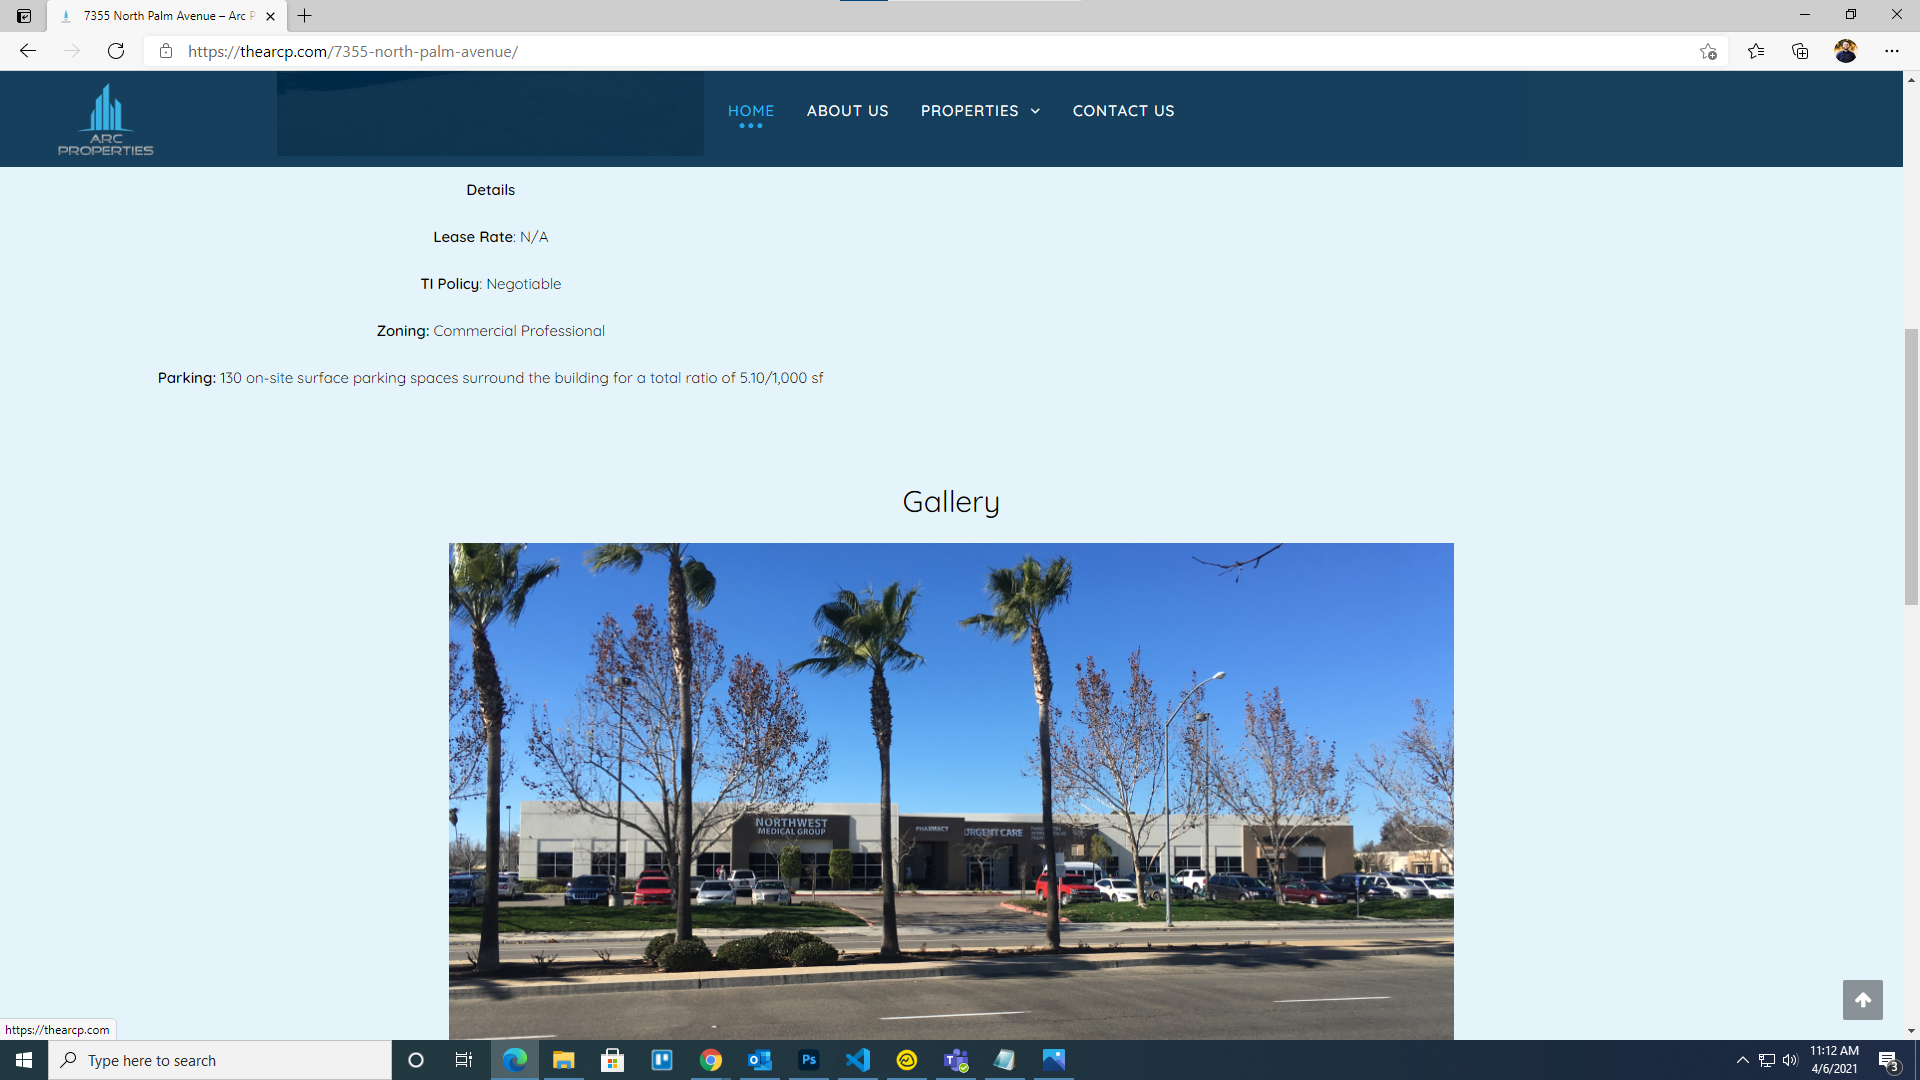 7355 North Palm Avenue – Arc P
https://thearcp.com/7355-north-palm-avenue/
ARC
PROPERTIES
HOME
ABOUT US
PROPERTIES
CONTACT US
Details
Lease Rate: N/A
TI Policy: Negotiable
Zoning: Commercial Professional
Parking: 130 on-site surface parking spaces surround the building for a total ratio of 5.10/1,000 sf
Gallery
NORTHWEST
MEDICAL GROUP
PHARMACY
URGENT CARE
https://thearcp.com
Type here to search
Ps
11:12 AM
4/6/2021
3